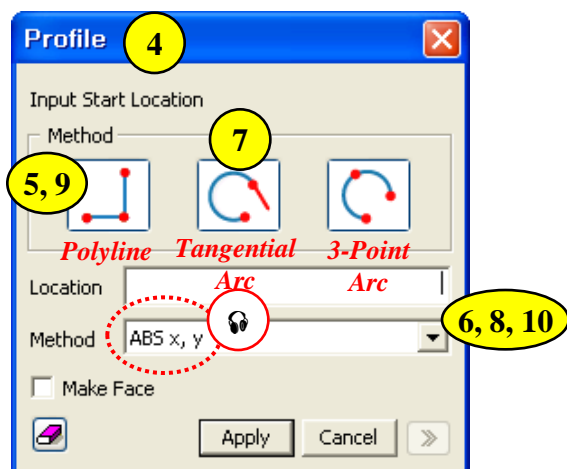 Profile 4
Input Start Location
Method
7
5, 9
Polyline Tangential Arc 3-Point Arc
Location
Method ABS x, y 6, 8, 10
Make Face
Apply Cancel >>